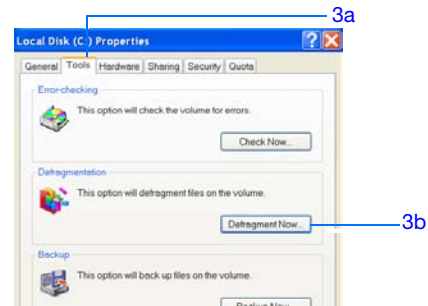 3a
Local Disk (C:) Properties
General Tools Hardware Sharing Security Quota
Error-checking
This option will check the volume for errors.
Check Now...
Defragmentation
This option will defragment files on the volume.
Defragment Now...
3b
Backup
This option will back up files on the volume.
Backup Now...